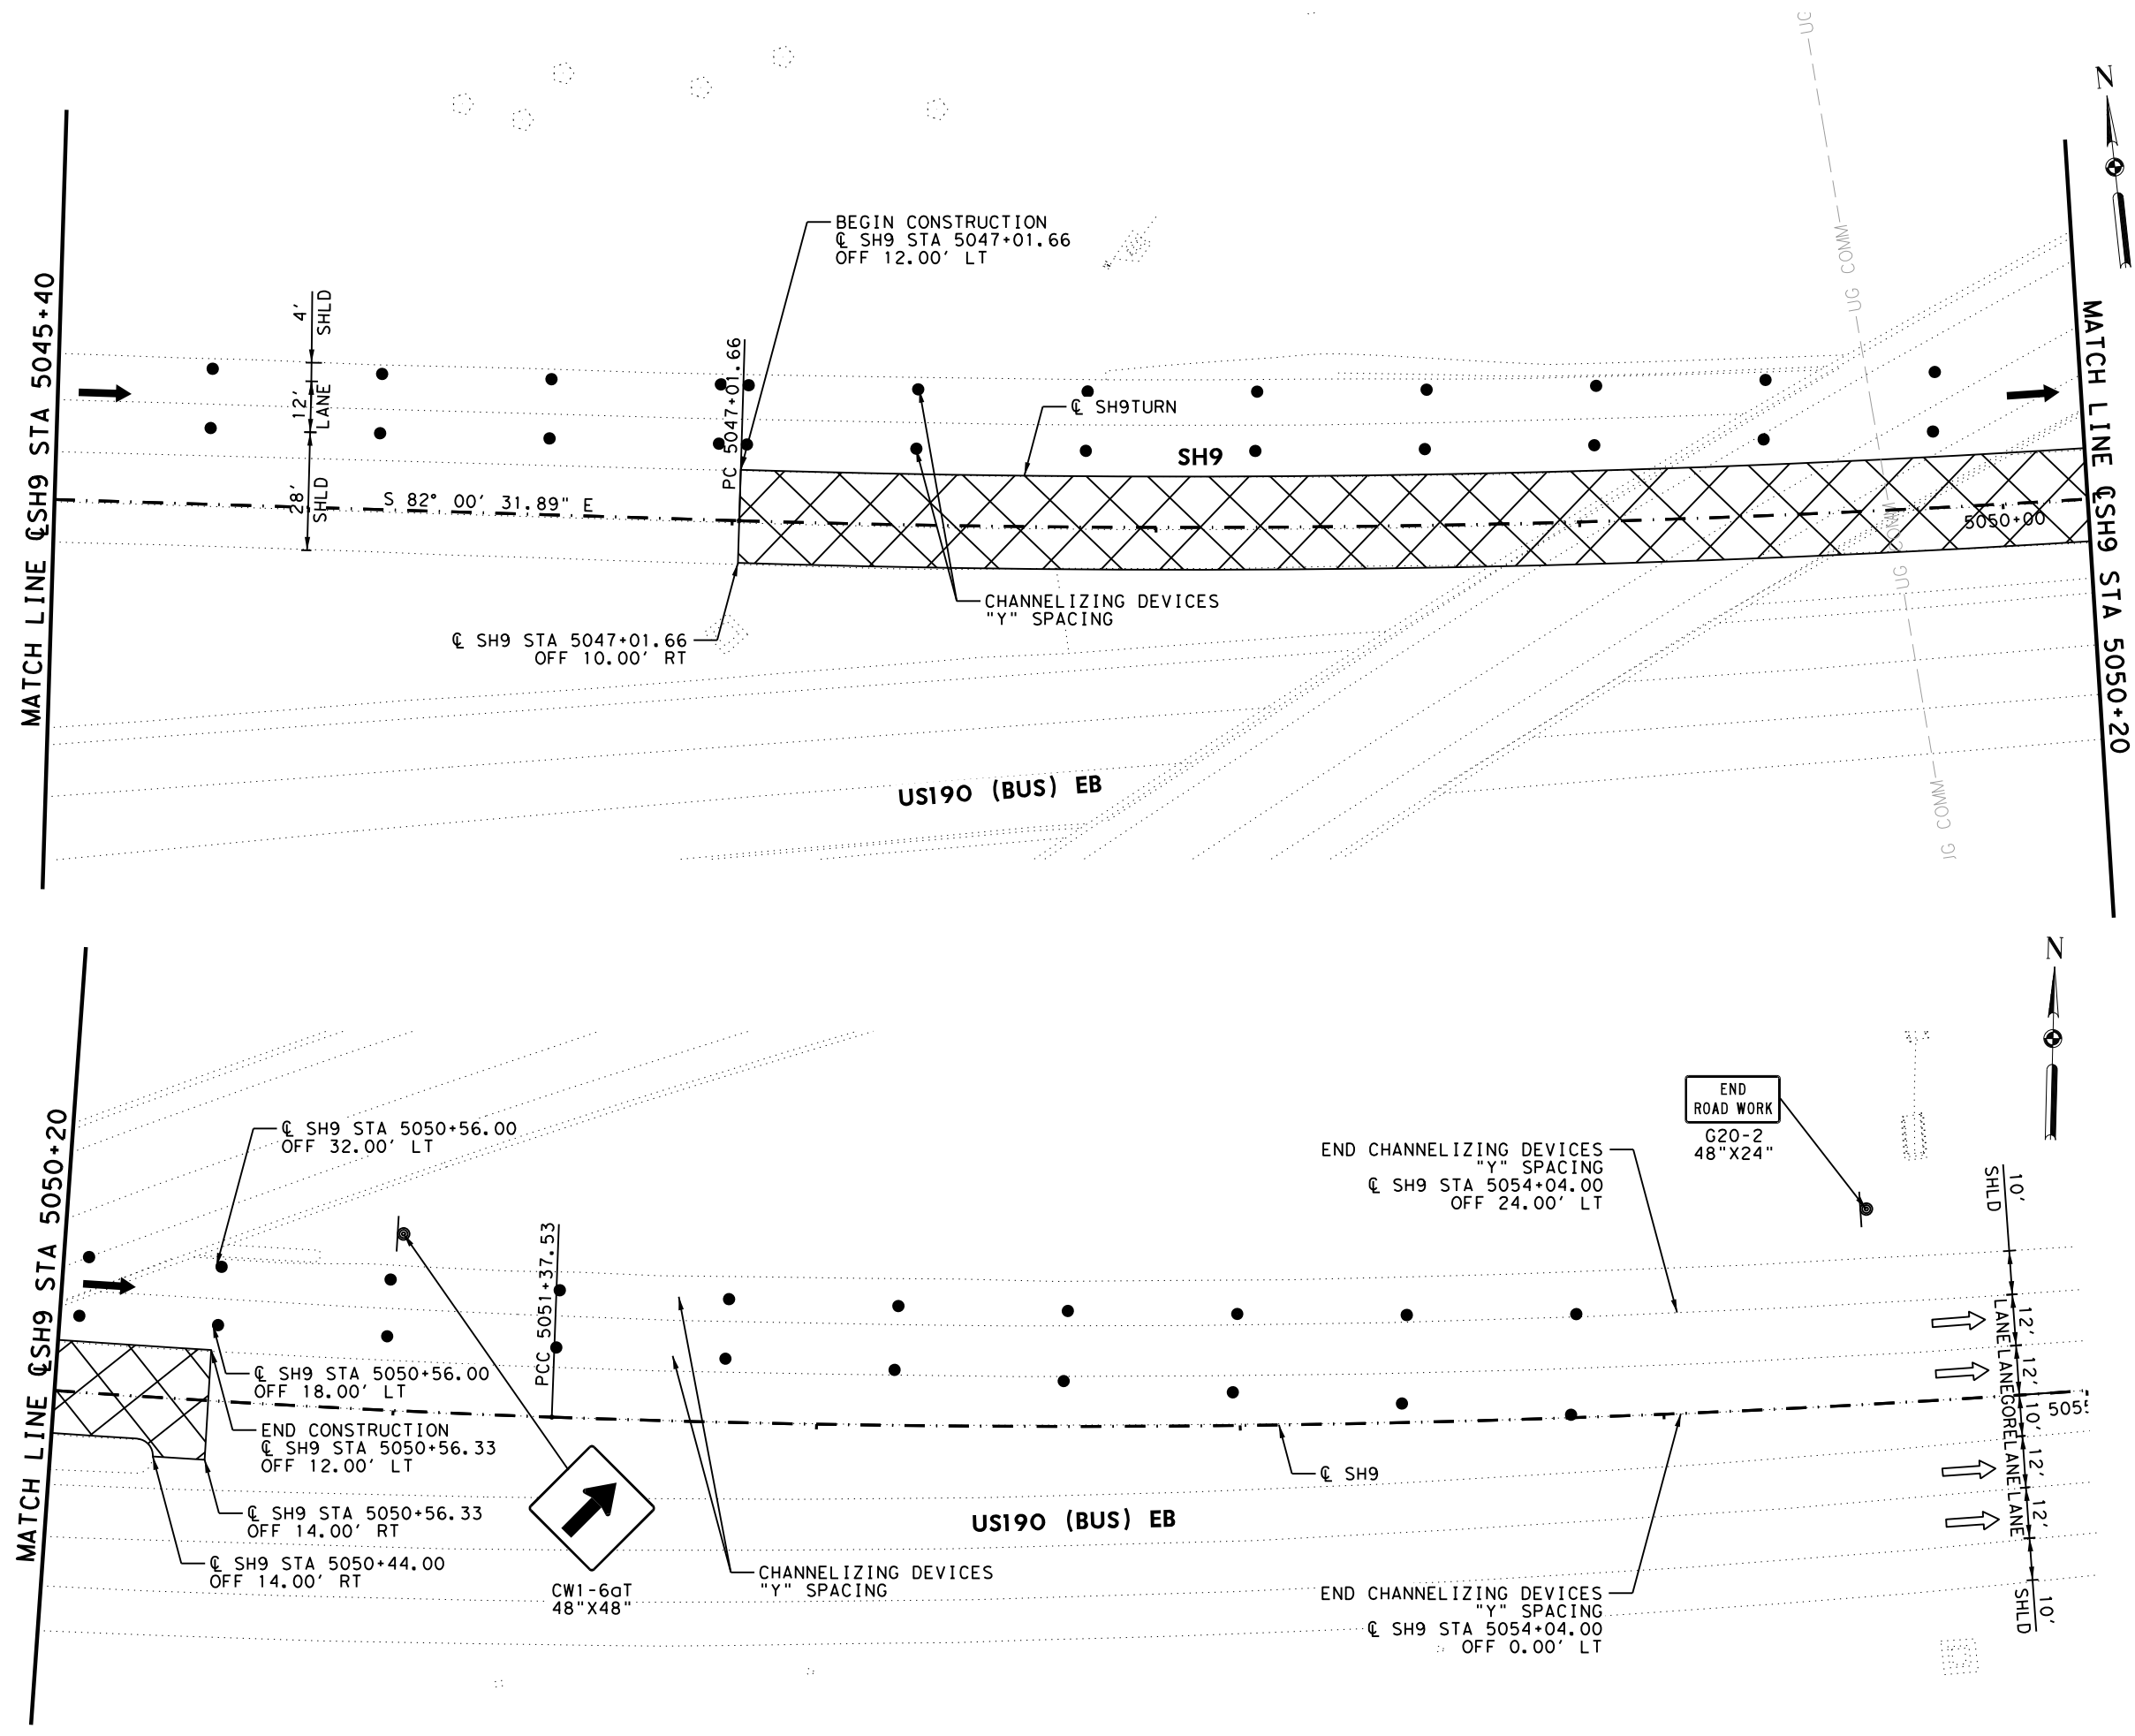 N
MATCH LINE ℄SH9 STA 5045+40
4'
SHLD
12'
LANE
28'
SHLD
S 82° 00' 31.89" E
BEGIN CONSTRUCTION
℄ SH9 STA 5047+01.66
OFF 12.00' LT
PC 5047+01.66
℄ SH9TURN
SH9
CHANNELIZING DEVICES
"Y" SPACING
℄ SH9 STA 5047+01.66
OFF 10.00' RT
US190 (BUS) EB
UG
UG COMM
UG COMM
UG COMM
UG COMM
5050+00
MATCH LINE ℄SH9 STA 5050+20
N
MATCH LINE ℄SH9 STA 5050+20
℄ SH9 STA 5050+56.00
OFF 32.00' LT
℄ SH9 STA 5050+56.00
OFF 18.00' LT
END CONSTRUCTION
℄ SH9 STA 5050+56.33
OFF 12.00' LT
℄ SH9 STA 5050+56.33
OFF 14.00' RT
℄ SH9 STA 5050+44.00
OFF 14.00' RT
PCC 5051+37.53
CW1-6aT
48"X48"
CHANNELIZING DEVICES
"Y" SPACING
US190 (BUS) EB
℄ SH9
END CHANNELIZING DEVICES
"Y" SPACING
℄ SH9 STA 5054+04.00
OFF 24.00' LT
END
ROAD WORK
G20-2
48"X24"
END CHANNELIZING DEVICES
"Y" SPACING
℄ SH9 STA 5054+04.00
OFF 0.00' LT
10'
SHLD
12'
LANE
12'
LANE
10'
GORE
12'
LANE
12'
LANE
10'
SHLD